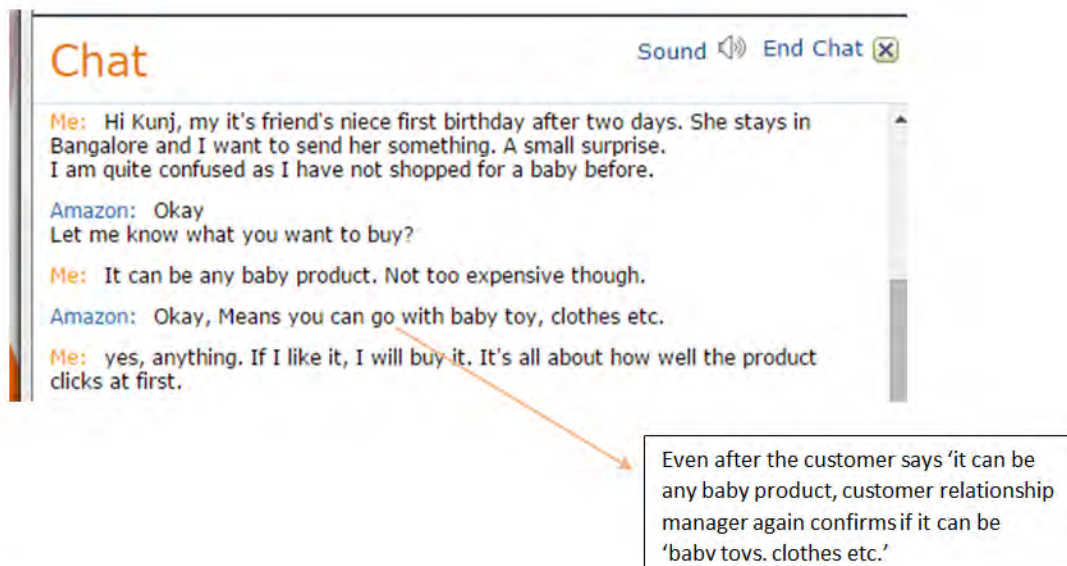 Chat
Sound End Chat
Me: Hi Kunj, my it's friend's niece first birthday after two days. She stays in
Bangalore and I want to send her something. A small surprise.
I am quite confused as I have not shopped for a baby before.
Amazon: Okay
Let me know what you want to buy?
Me: It can be any baby product. Not too expensive though.
Amazon: Okay, Means you can go with baby toy, clothes etc.
Me: yes, anything. If I like it, I will buy it. It's all about how well the product
clicks at first.
Even after the customer says ‘it can be
any baby product, customer relationship
manager again confirms if it can be
‘baby toys. clothes etc.’